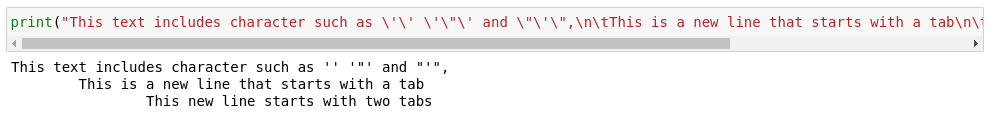 print("This text includes character such as \'\' \'\"\' and \"\'\",\n\tThis is a new line that starts with a tab\n\t
This text includes character such as '' '"' and "'",
This is a new line that starts with a tab
This new line starts with two tabs